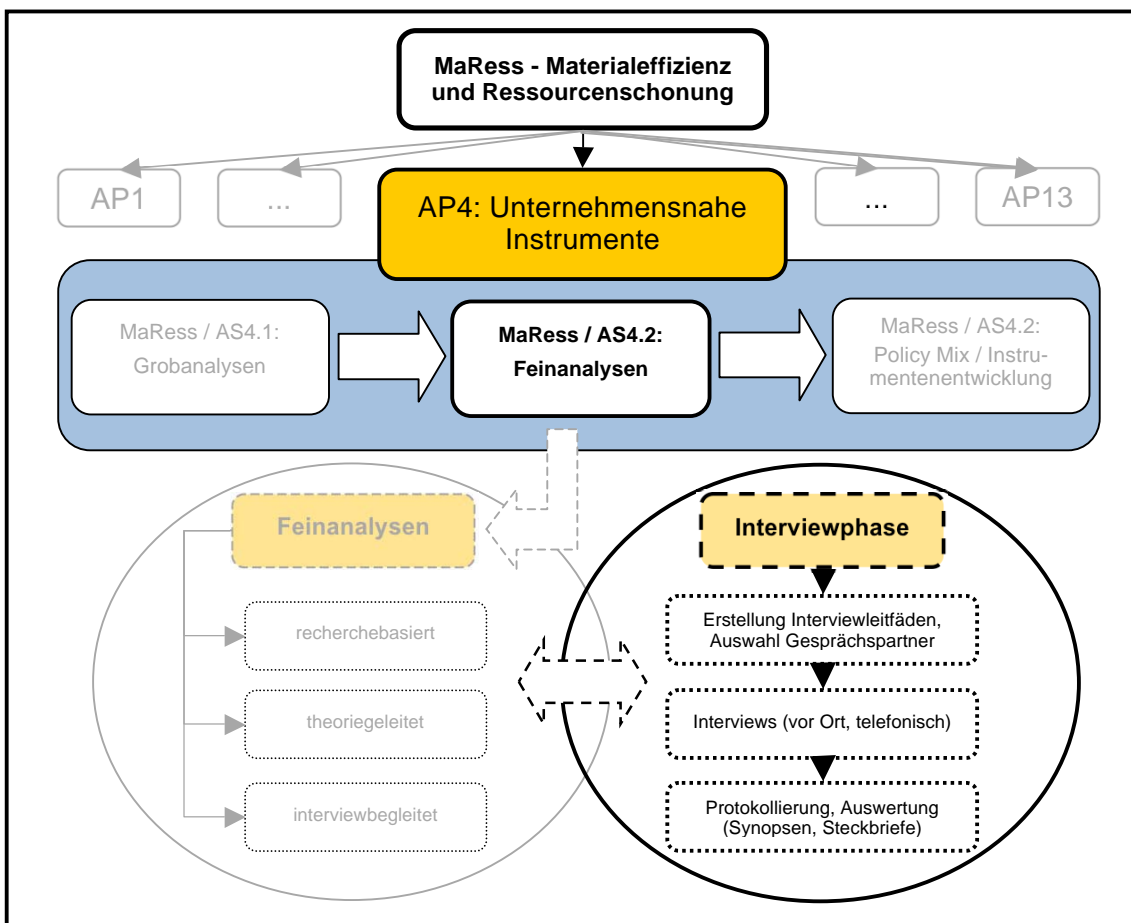 MaRess - Materialeffizienz
und Ressourcenschonung
AP1
...
AP4: Unternehmensnahe
Instrumente
...
AP13
MaRess / AS4.1:
Grobanalysen
MaRess / AS4.2:
Feinanalysen
MaRess / AS4.2:
Policy Mix / Instru-
mentenentwicklung
Feinanalysen
recherchebasiert
theoriegeleitet
interviewbegleitet
Interviewphase
Erstellung Interviewleitfäden,
Auswahl Gesprächspartner
Interviews (vor Ort, telefonisch)
Protokollierung, Auswertung
(Synopsen, Steckbriefe)